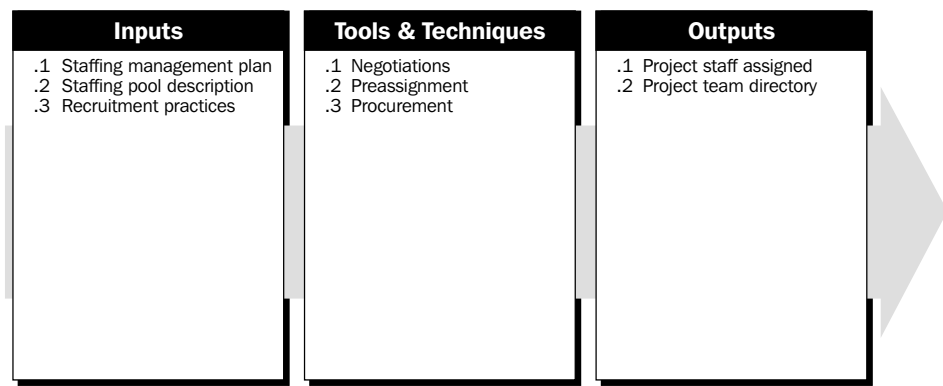 Inputs
.1 Staffing management plan
.2 Staffing pool description
.3 Recruitment practices
Tools & Techniques
.1 Negotiations
.2 Preassignment
.3 Procurement
Outputs
.1 Project staff assigned
.2 Project team directory